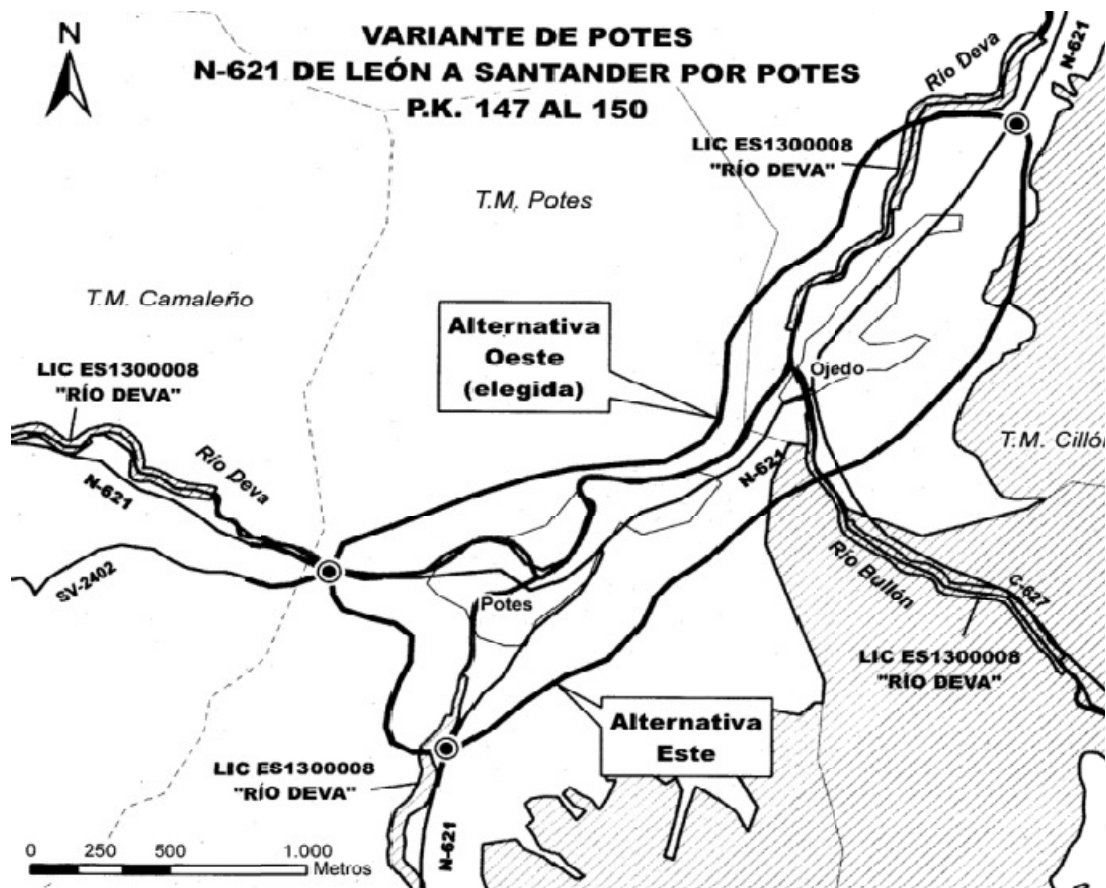 N
VARIANTE DE POTES
N-621 DE LEÓN A SANTANDER POR POTES
P.K. 147 AL 150
Río Deva
N-621
LIC ES1300008
"RÍO DEVA"
T.M. Potes
T.M. Camaleño
Alternativa
Oeste
(elegida)
LIC ES1300008
"RÍO DEVA"
Ojedo
T.M. Cillór
Río Deva
N-621
N-621
SV-2402
Río Bullón
C-627
Potes
LIC ES1300008
"RÍO DEVA"
Alternativa
Este
LIC ES1300008
"RÍO DEVA"
N-621
0 250 500 1.000
Metros